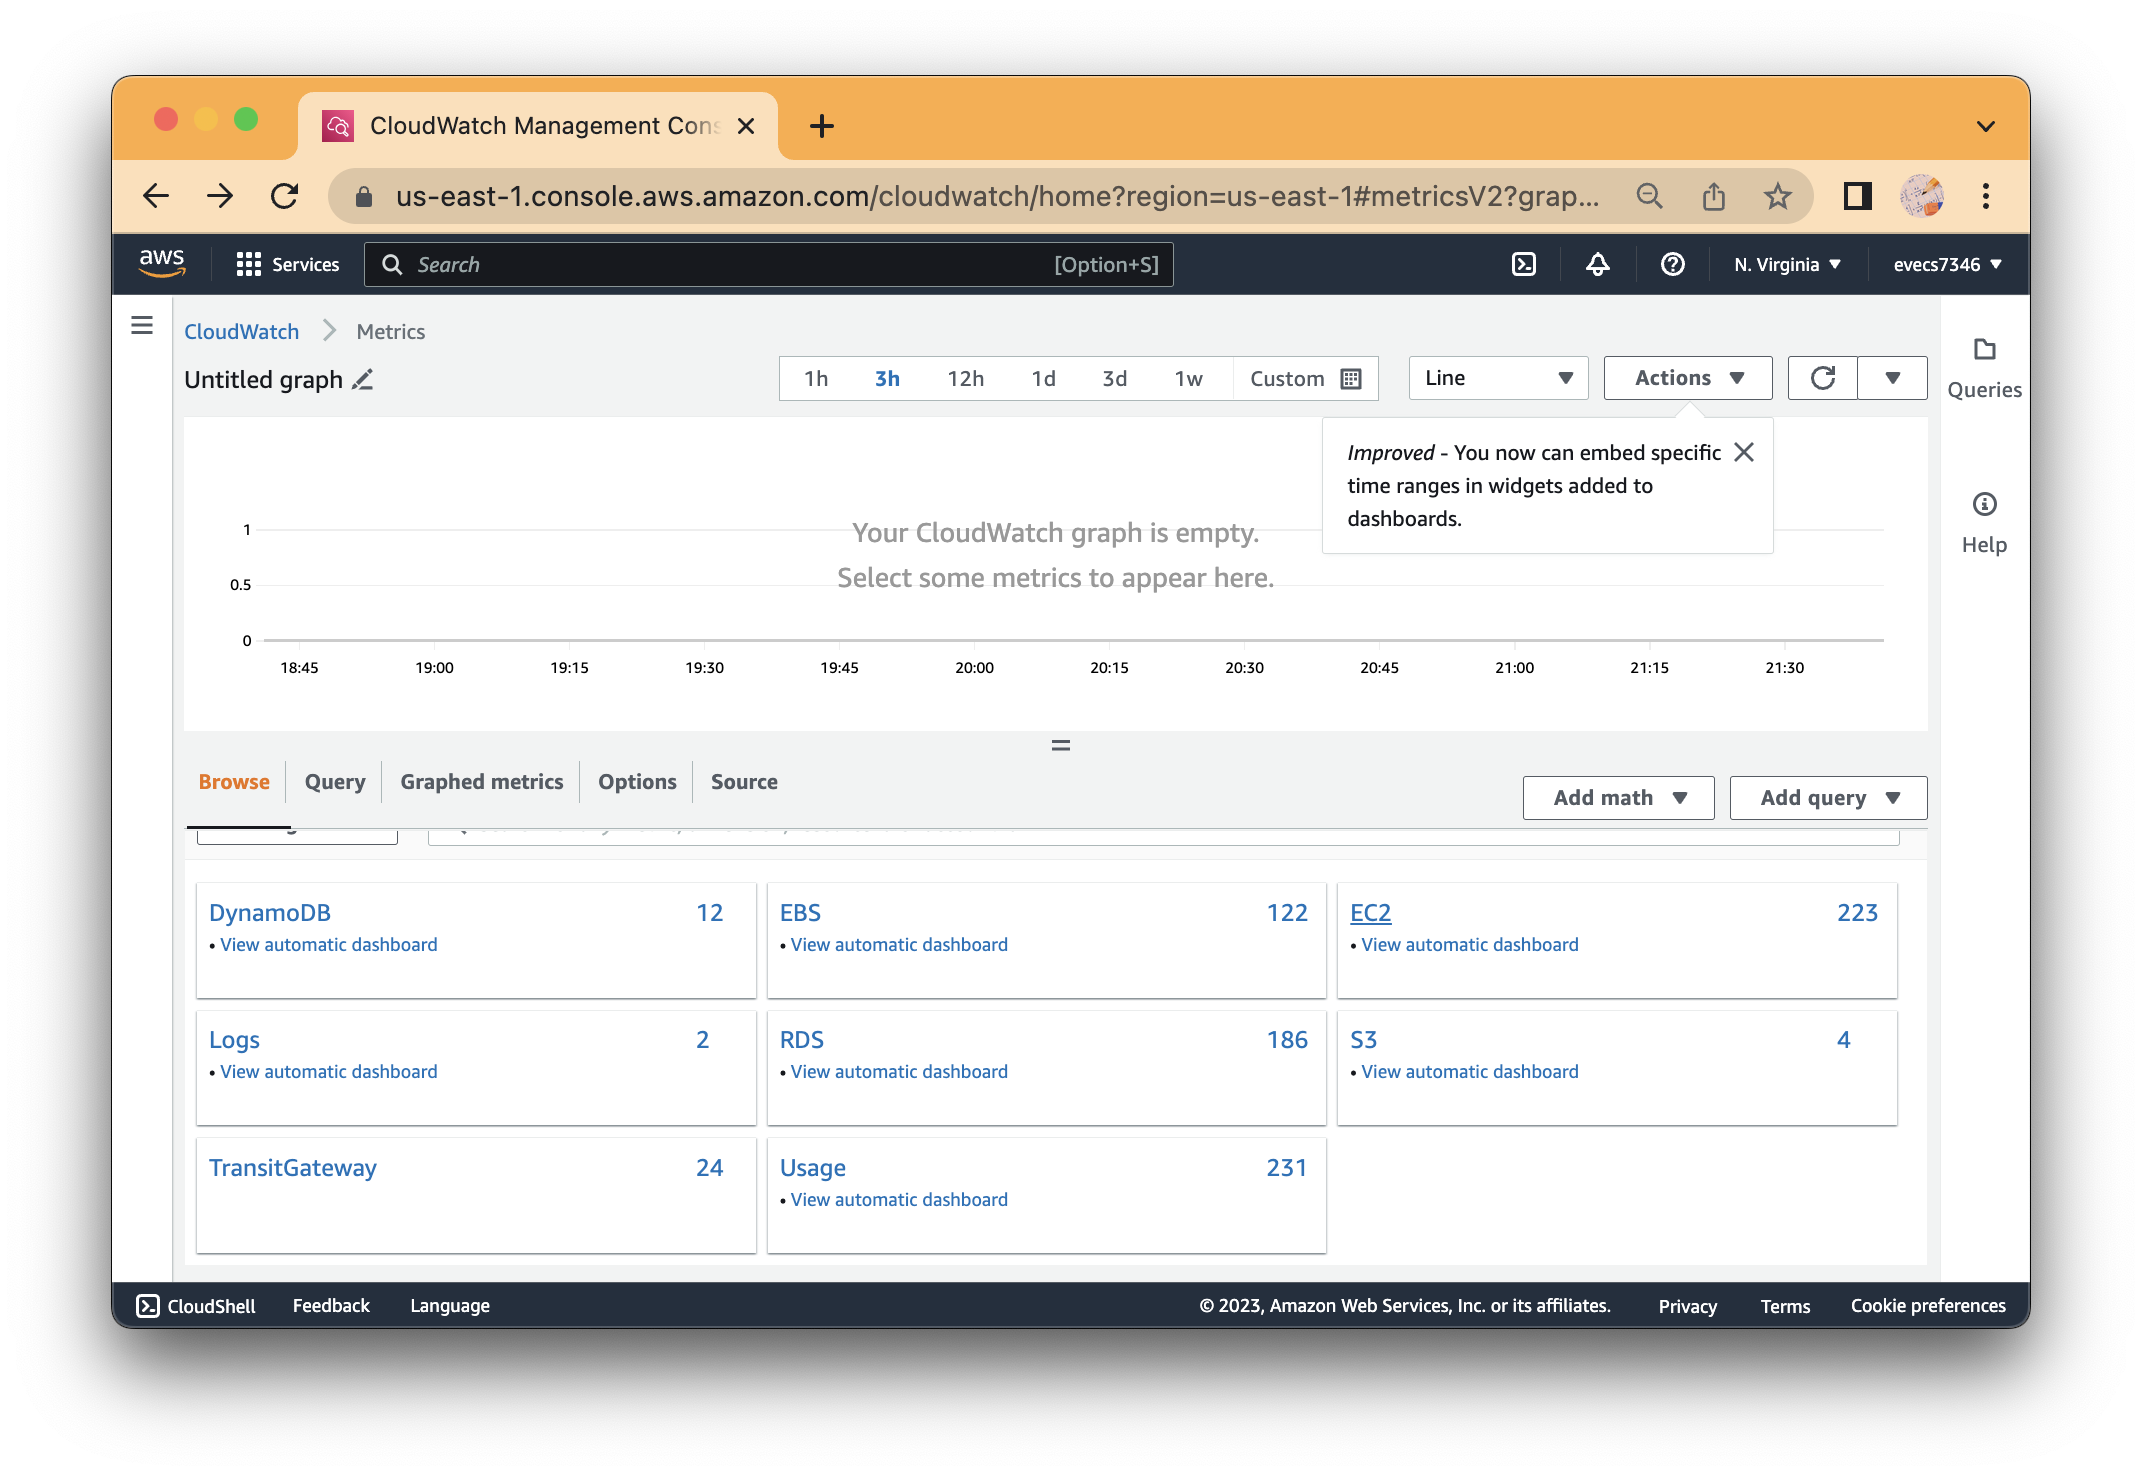 CloudWatch Management Cons
us-east-1.console.aws.amazon.com/cloudwatch/home?region=us-east-1#metricsV2?grap...
aws
Services
Search
[Option+S]
N. Virginia
evecs7346
CloudWatch
Metrics
Queries
Untitled graph
1h 3h 12h 1d 3d 1w Custom
Line
Actions
Improved - You now can embed specific
time ranges in widgets added to
dashboards.
Help
Your CloudWatch graph is empty.
Select some metrics to appear here.
1
0.5
0
18:45 19:00 19:15 19:30 19:45 20:00 20:15 20:30 20:45 21:00 21:15 21:30
Browse Query Graphed metrics Options Source
Add math
Add query
DynamoDB 12
• View automatic dashboard
EBS 122
• View automatic dashboard
EC2 223
• View automatic dashboard
Logs 2
• View automatic dashboard
RDS 186
• View automatic dashboard
S3 4
• View automatic dashboard
TransitGateway 24
Usage 231
• View automatic dashboard
CloudShell Feedback Language
© 2023, Amazon Web Services, Inc. or its affiliates. Privacy Terms Cookie preferences